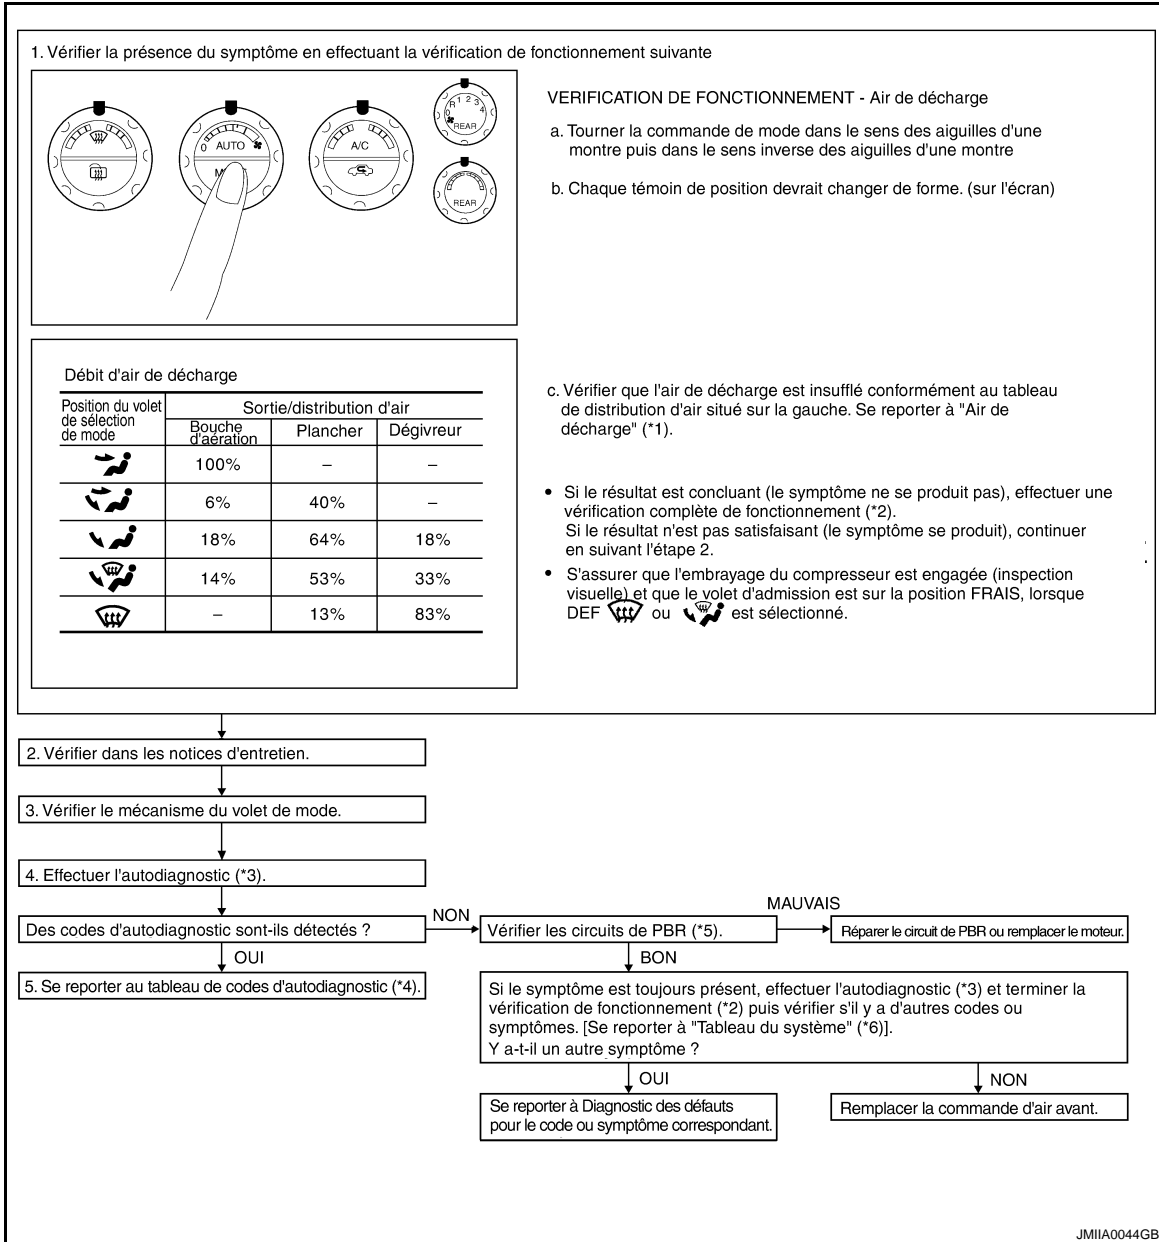 1. Vérifier la présence du symptôme en effectuant la vérification de fonctionnement suivante
0 AUTO
A/C
R 1 2 3 4
0
REAR
REAR
VERIFICATION DE FONCTIONNEMENT - Air de décharge
a. Tourner la commande de mode dans le sens des aiguilles d'une
montre puis dans le sens inverse des aiguilles d'une montre
b. Chaque témoin de position devrait changer de forme. (sur l'écran)
Débit d'air de décharge
Position du volet
de sélection
de mode
Sortie/distribution d'air
Bouche
d'aération
Plancher
Dégivreur
100% – –
6% 40% –
18% 64% 18%
14% 53% 33%
– 13% 83%
c. Vérifier que l'air de décharge est insufflé conformément au tableau
de distribution d'air situé sur la gauche. Se reporter à "Air de
décharge" (*1).
• Si le résultat est concluant (le symptôme ne se produit pas), effectuer une
vérification complète de fonctionnement (*2).
Si le résultat n'est pas satisfaisant (le symptôme se produit), continuer
en suivant l'étape 2.
• S'assurer que l'embrayage du compresseur est engagée (inspection
visuelle) et que le volet d'admission est sur la position FRAIS, lorsque
DEF ou est sélectionné.
2. Vérifier dans les notices d'entretien.
3. Vérifier le mécanisme du volet de mode.
4. Effectuer l'autodiagnostic (*3).
Des codes d'autodiagnostic sont-ils détectés ?
NON
Vérifier les circuits de PBR (*5).
MAUVAIS
Réparer le circuit de PBR ou remplacer le moteur.
OUI
BON
5. Se reporter au tableau de codes d'autodiagnostic (*4).
Si le symptôme est toujours présent, effectuer l'autodiagnostic (*3) et terminer la
vérification de fonctionnement (*2) puis vérifier s'il y a d'autres codes ou
symptômes. [Se reporter à "Tableau du système" (*6)].
Y a-t-il un autre symptôme ?
OUI
NON
Se reporter à Diagnostic des défauts
pour le code ou symptôme correspondant.
Remplacer la commande d'air avant.
JMIIA0044GB